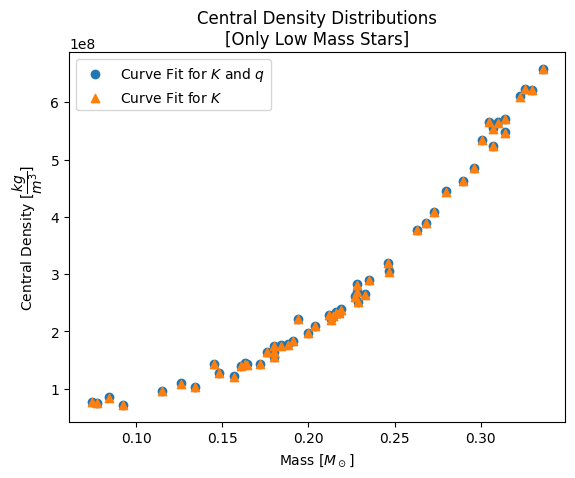 Central Density Distributions
[Only Low Mass Stars]
1e8
Curve Fit for K and q
Curve Fit for K
6
5
4
3
2
1
Central Density [kg/m³]
0.10 0.15 0.20 0.25 0.30
Mass [M⊙]